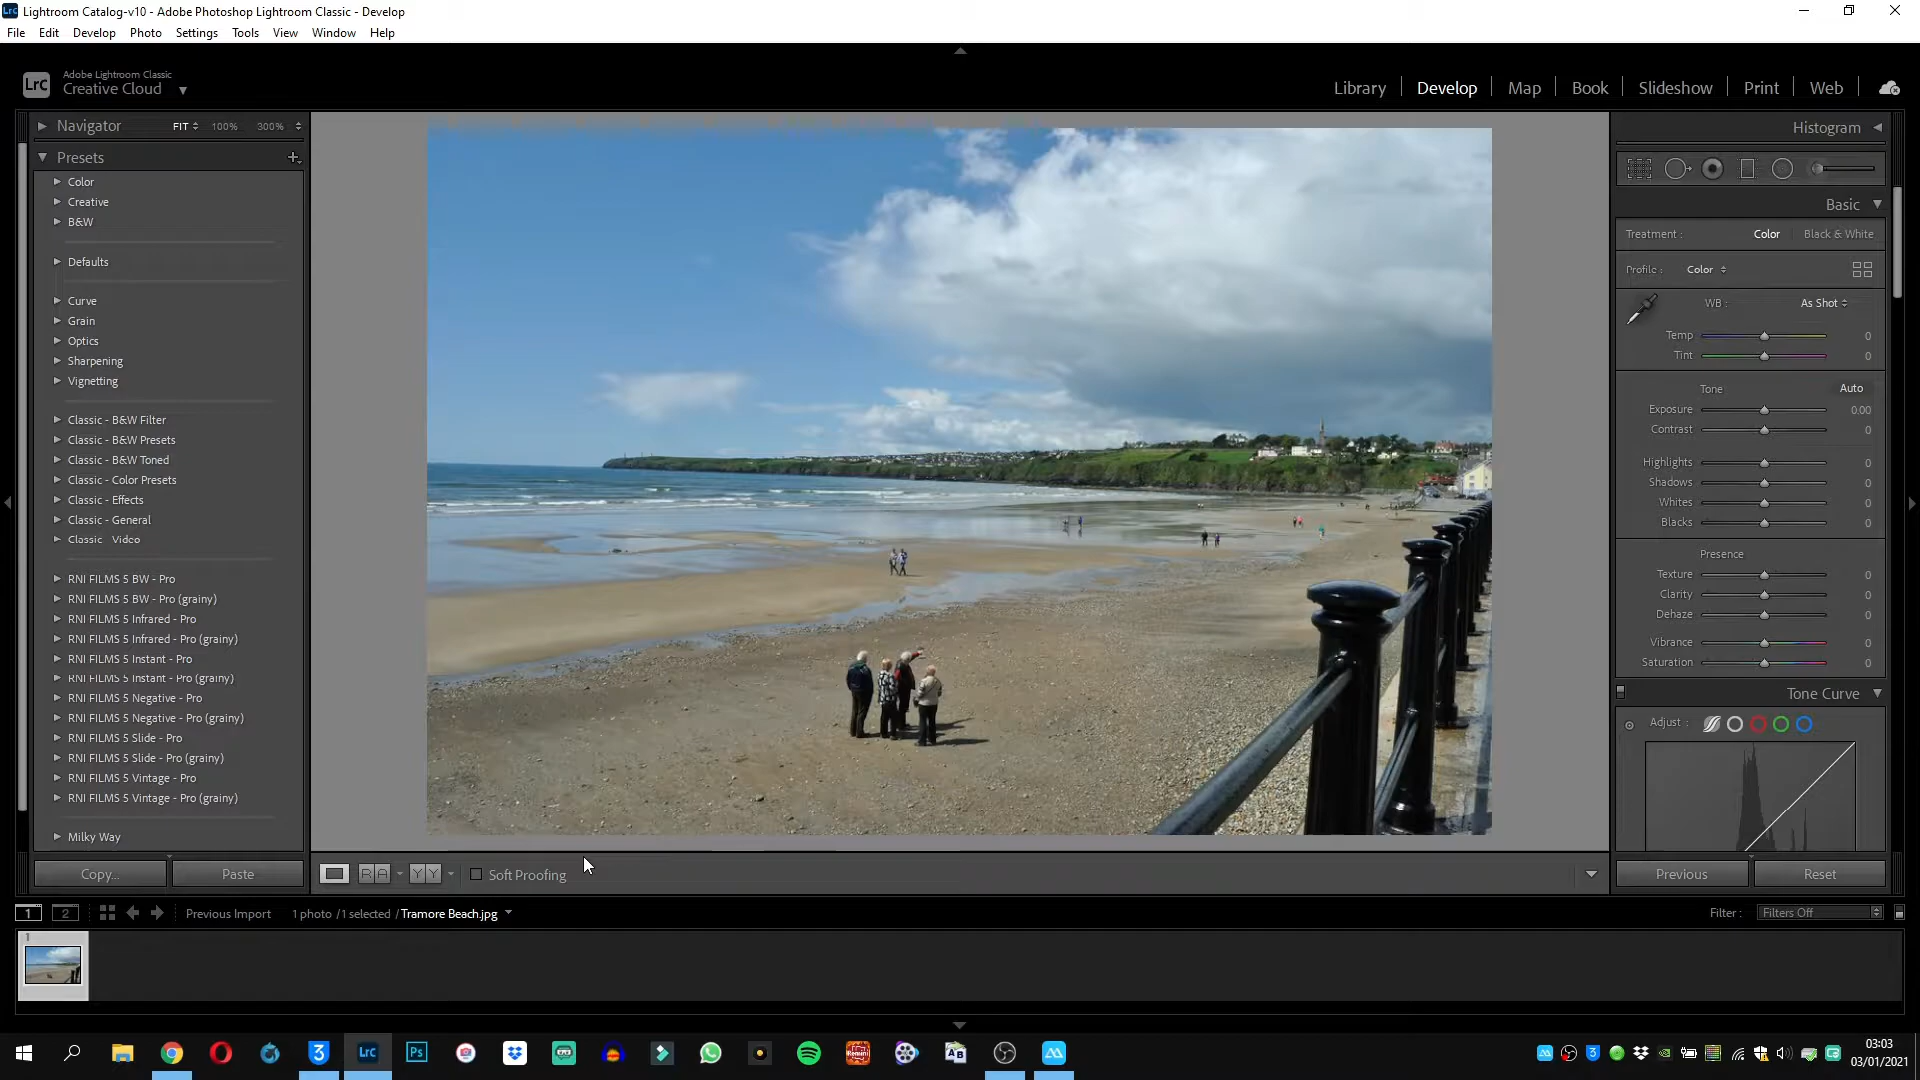 Lightroom Catalog-v10 - Adobe Photoshop Lightroom Classic - Develop
File Edit Develop Photo Settings Tools View Window Help
LrC
Adobe Lightroom Classic
Creative Cloud
Library Develop Map Book Slideshow Print Web
Navigator FIT 100% 300%
Presets
Color
Creative
B&W
Defaults
Curve
Grain
Optics
Sharpening
Vignetting
Classic - B&W Filter
Classic - B&W Presets
Classic - B&W Toned
Classic - Color Presets
Classic - Effects
Classic - General
Classic Video
RNI FILMS 5 BW - Pro
RNI FILMS 5 BW - Pro (grainy)
RNI FILMS 5 Infrared - Pro
RNI FILMS 5 Infrared - Pro (grainy)
RNI FILMS 5 Instant - Pro
RNI FILMS 5 Instant - Pro (grainy)
RNI FILMS 5 Negative - Pro
RNI FILMS 5 Negative - Pro (grainy)
RNI FILMS 5 Slide - Pro
RNI FILMS 5 Slide - Pro (grainy)
RNI FILMS 5 Vintage - Pro
RNI FILMS 5 Vintage - Pro (grainy)
Milky Way
Copy... Paste
Histogram
Basic
Treatment : Color Black & White
Profile : Color
WB : As Shot
Temp 0
Tint 0
Tone Auto
Exposure 0.00
Contrast 0
Highlights 0
Shadows 0
Whites 0
Blacks 0
Presence
Texture 0
Clarity 0
Dehaze 0
Vibrance 0
Saturation 0
Tone Curve
Adjust :
R A Y Y Soft Proofing
Previous Reset
1 2 Previous Import 1 photo / 1 selected / Tramore Beach.jpg
Filter : Filters Off
1
LrC Ps
03:03
03/01/2021